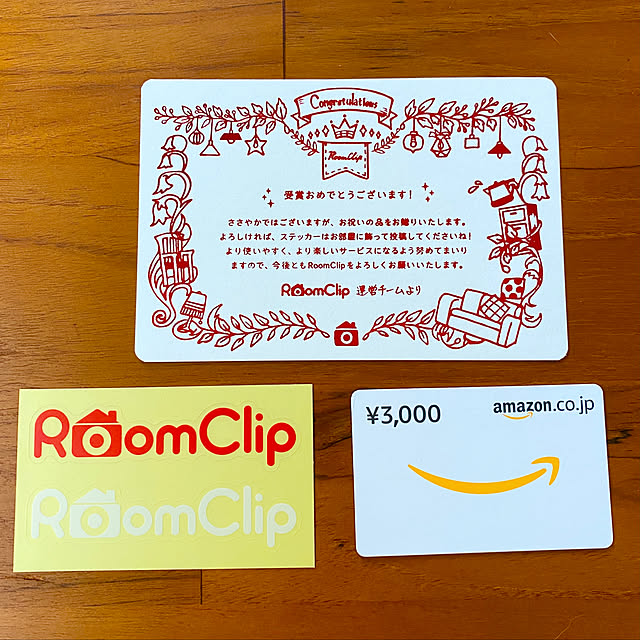 Congratulations
RoomClip
受賞おめでとうございます！
ささやかではございますが、お祝いの品をお贈りいたします。
よろしければ、ステッカーはお部屋に飾って投稿してくださいね！
より使いやすく、より楽しいサービスになるよう努めてまいり
ますので、今後ともRoomClipをよろしくお願いいたします。
RoomClip 運営チームより
RoomClip
RoomClip
¥3,000
amazon.co.jp